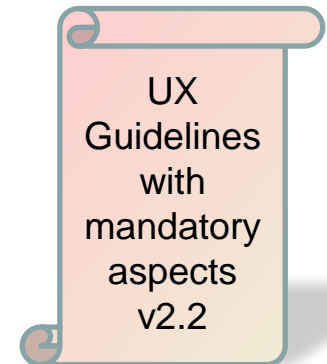 UX
Guidelines
with
mandatory
aspects
v2.2